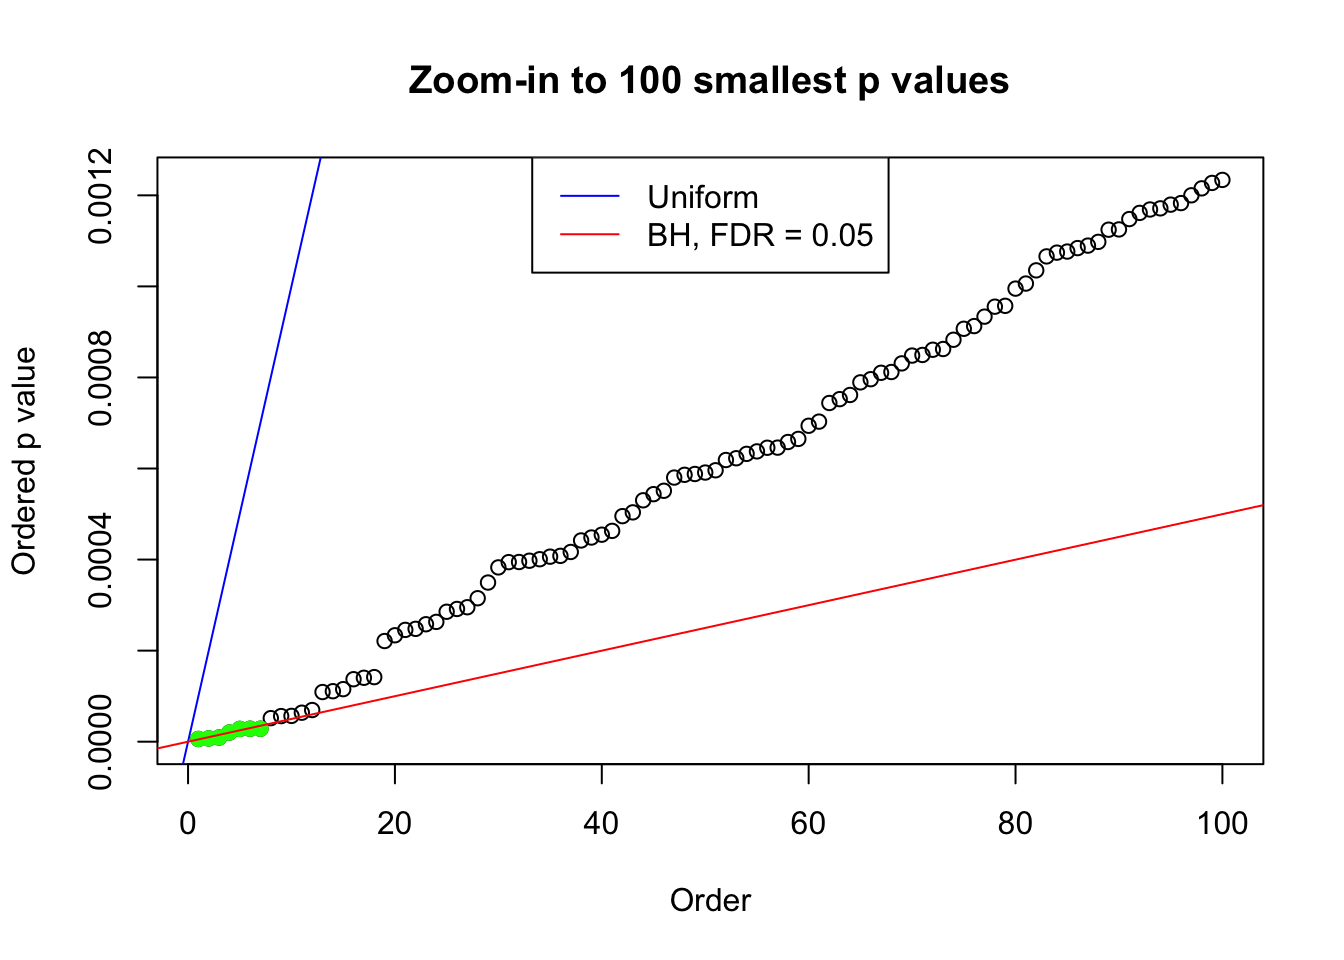 Zoom-in to 100 smallest p values
Uniform
BH, FDR = 0.05
Ordered p value
0.0012
0.0008
0.0004
0.0000
0 20 40 60 80 100
Order